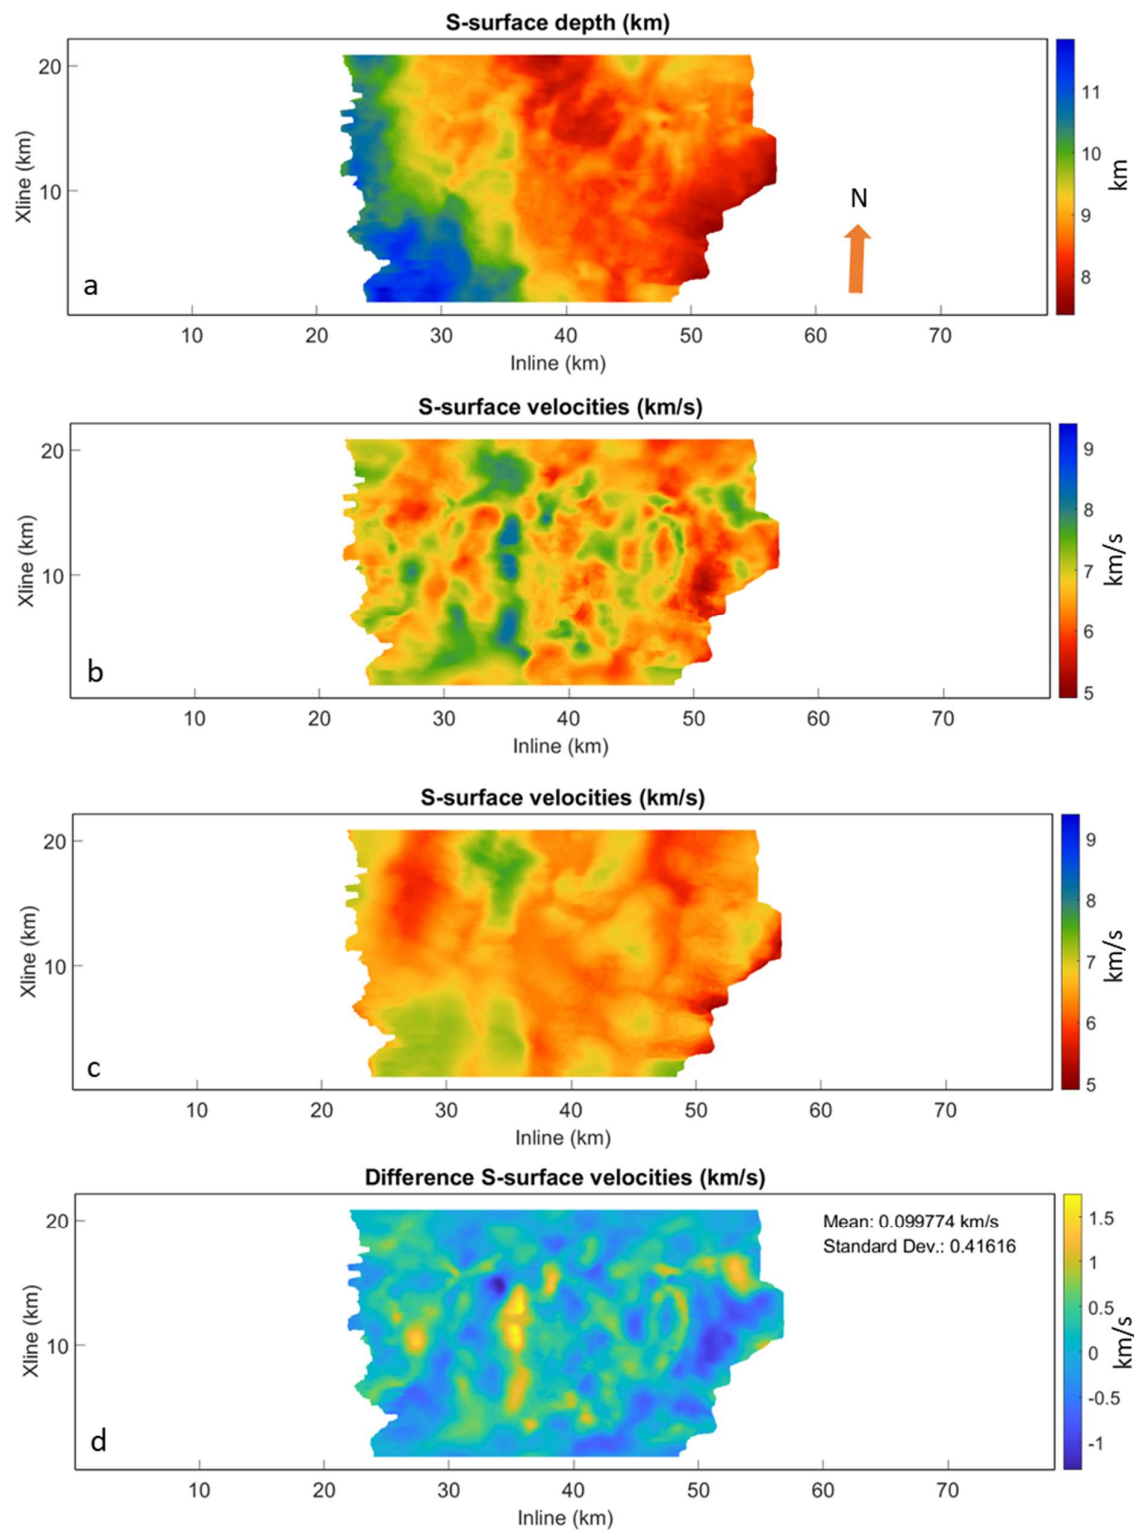 S-surface depth (km)
20
10
Xline (km)
a
N
10 20 30 40 50 60 70
Inline (km)
11
10
9
8
km
S-surface velocities (km/s)
20
10
Xline (km)
b
10 20 30 40 50 60 70
Inline (km)
9
8
7
6
5
km/s
S-surface velocities (km/s)
20
10
Xline (km)
c
10 20 30 40 50 60 70
Inline (km)
9
8
7
6
5
km/s
Difference S-surface velocities (km/s)
Mean: 0.099774 km/s
Standard Dev.: 0.41616
20
10
Xline (km)
d
10 20 30 40 50 60 70
Inline (km)
1.5
1
0.5
0
-0.5
-1
km/s